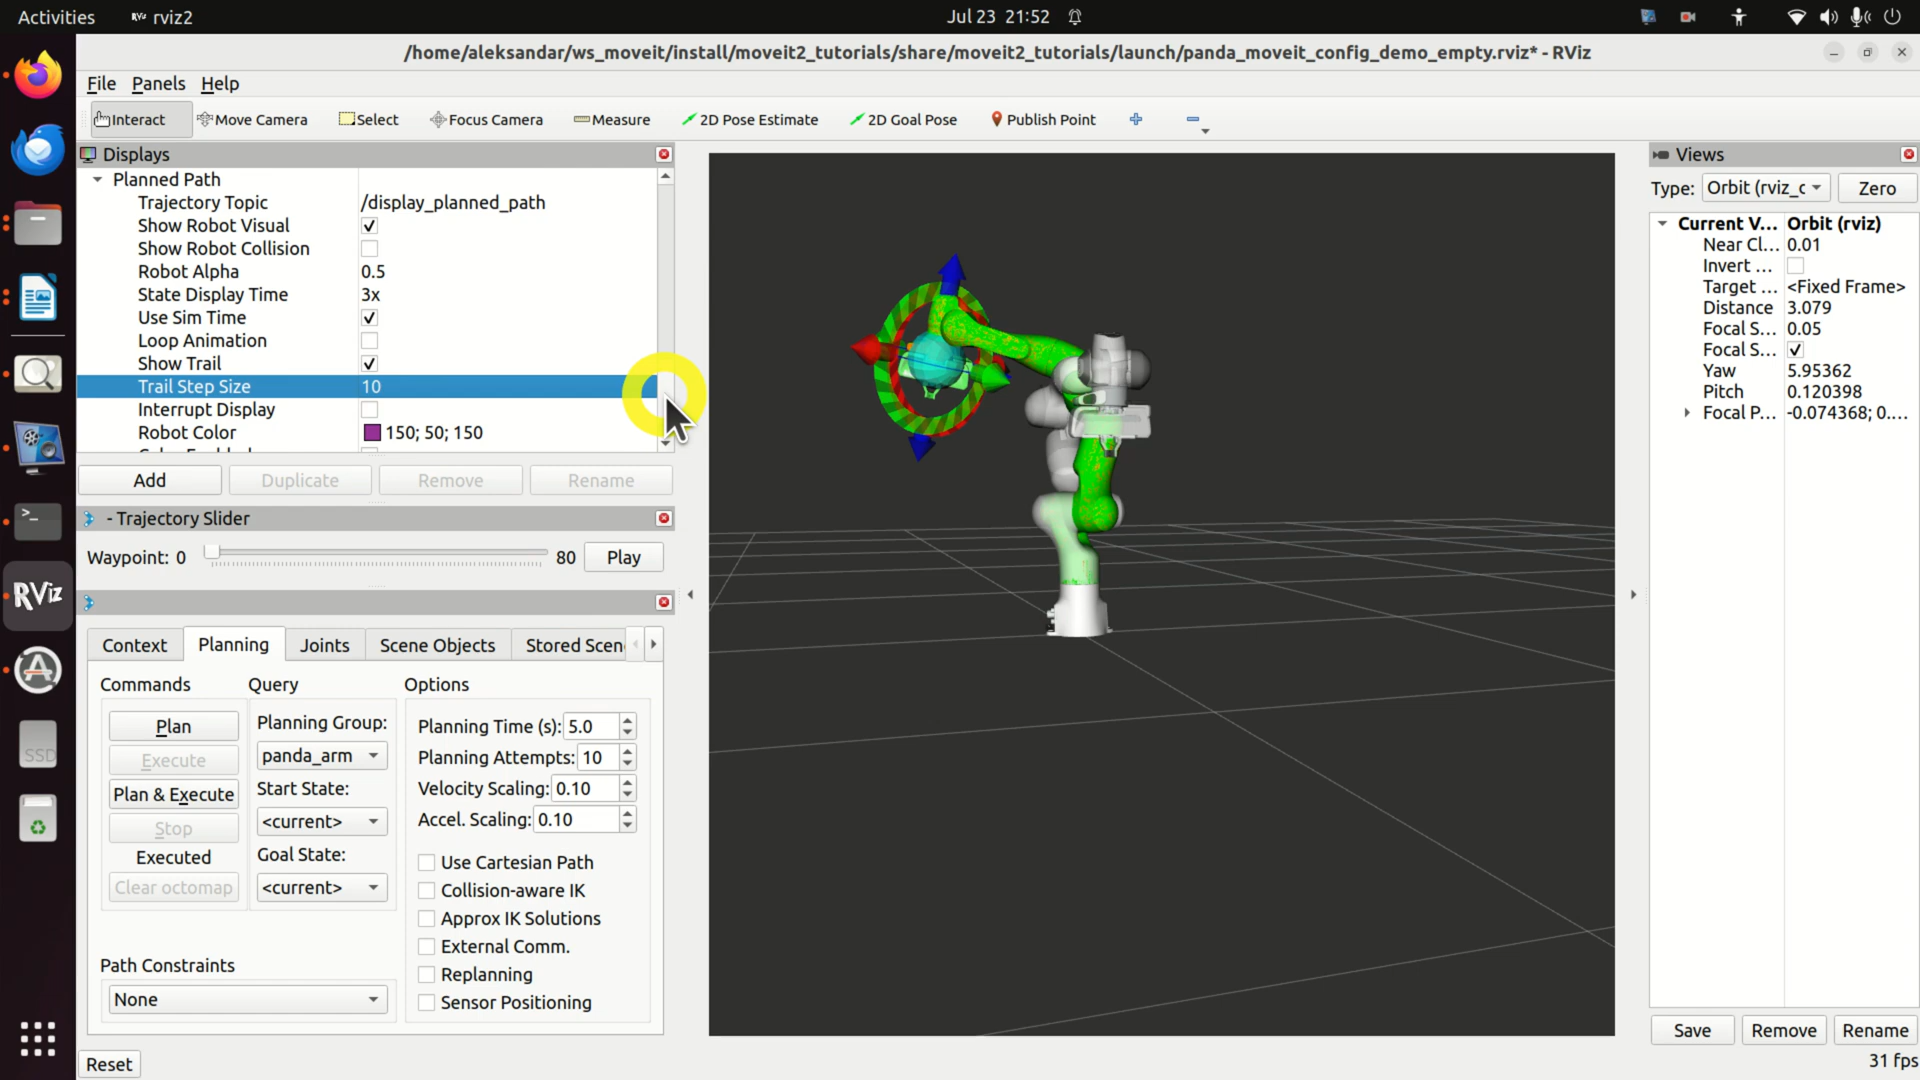 Activities
RViz rviz2
Jul 23 21:52
/home/aleksandar/ws_moveit/install/moveit2_tutorials/share/moveit2_tutorials/launch/panda_moveit_config_demo_empty.rviz* - RViz
File Panels Help
Interact Move Camera Select Focus Camera Measure 2D Pose Estimate 2D Goal Pose Publish Point
Displays
Planned Path
Trajectory Topic /display_planned_path
Show Robot Visual
Show Robot Collision
Robot Alpha 0.5
State Display Time 3x
Use Sim Time
Loop Animation
Show Trail
Trail Step Size 10
Interrupt Display
Robot Color 150; 50; 150
Add Duplicate Remove Rename
- Trajectory Slider
Waypoint: 0 80 Play
Context Planning Joints Scene Objects Stored Scen
Commands Query Options
Plan
Execute
Plan & Execute
Stop
Executed
Clear octomap
Planning Group:
panda_arm
Start State:
<current>
Goal State:
<current>
Planning Time (s): 5.0
Planning Attempts: 10
Velocity Scaling: 0.10
Accel. Scaling: 0.10
Use Cartesian Path
Collision-aware IK
Approx IK Solutions
External Comm.
Replanning
Sensor Positioning
Path Constraints
None
Reset
Views
Type: Orbit (rviz_c Zero
Current V... Orbit (rviz)
Near Cl... 0.01
Invert ...
Target ... <Fixed Frame>
Distance 3.079
Focal S... 0.05
Focal S...
Yaw 5.95362
Pitch 0.120398
Focal P... -0.074368; 0....
Save Remove Rename
31 fps
RViz
SSD